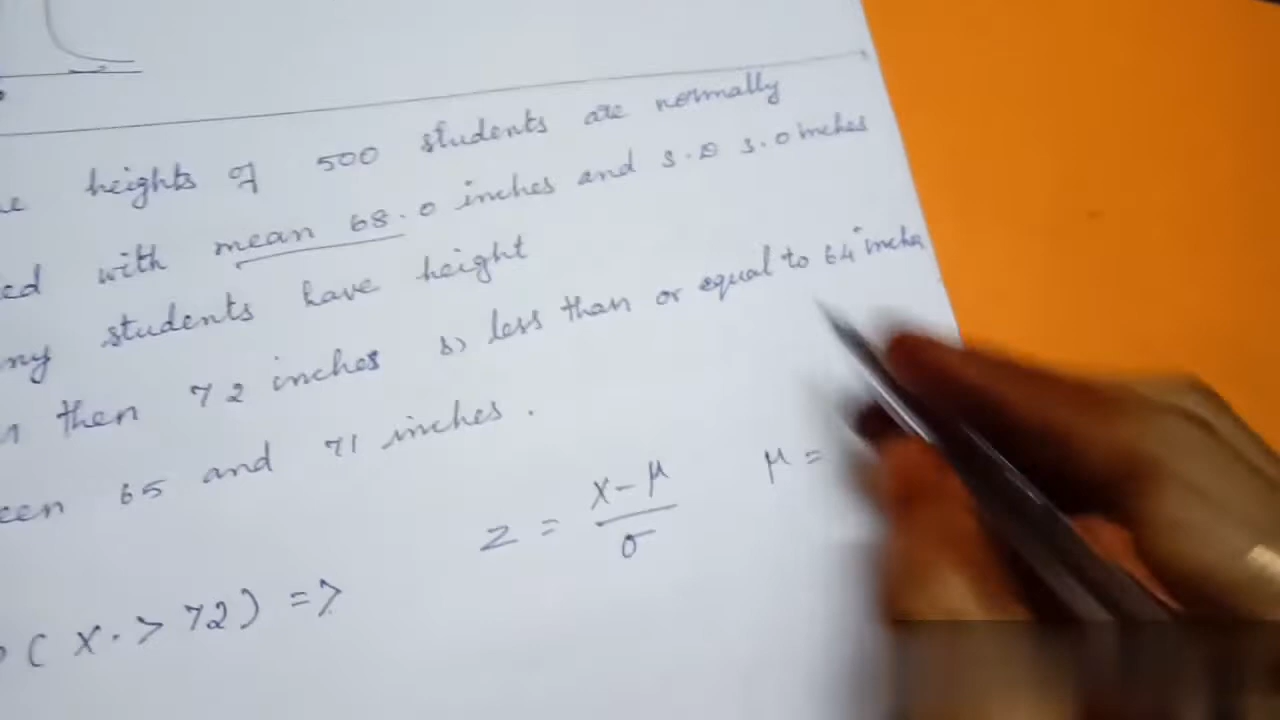 heights of 500 students are normally
with mean 68.0 inches and s.D 3.0 inches
students have height
then 72 inches b) less than or equal to 64" inches
65 and 71 inches.
z = x-μ / σ μ =
( X > 72) =>